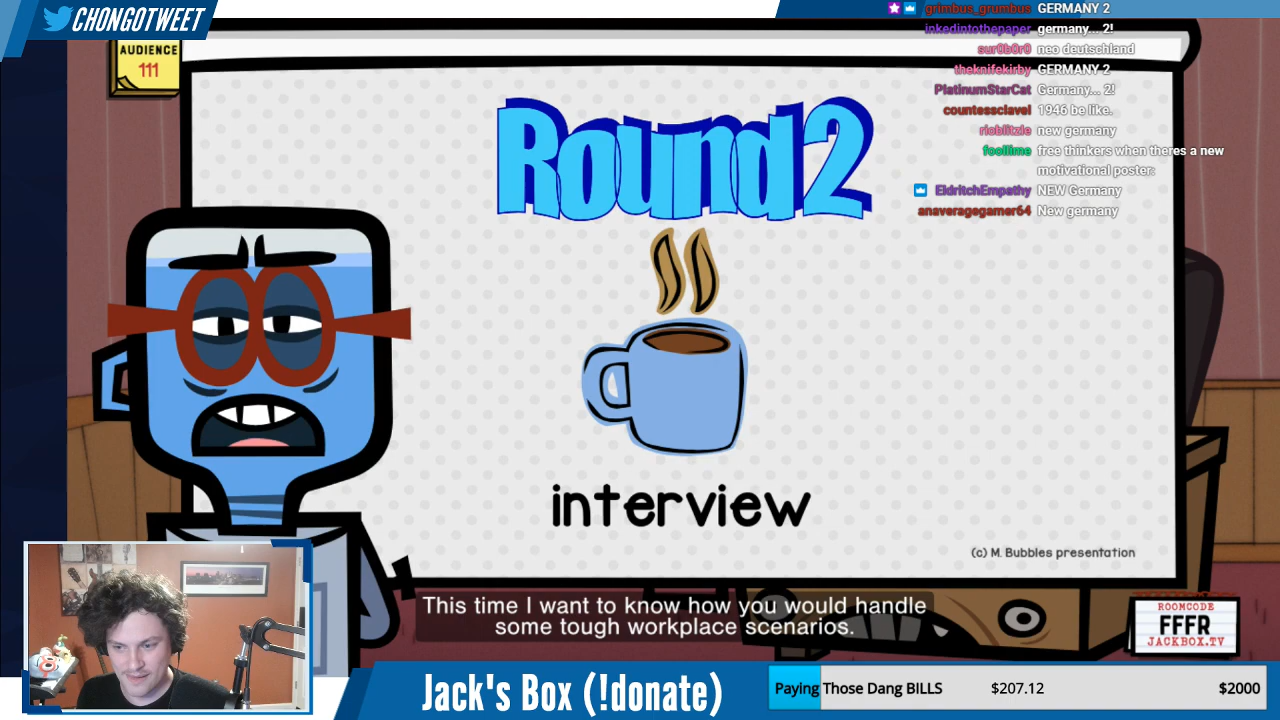 CHONGOTWEET
AUDIENCE
111
grimbus_grumbus GERMANY 2
inkedintothepaper germany... 2!
sur0b0r0 neo deutschland
theknifekirby GERMANY 2
PlatinumStarCat Germany... 2!
countessclavel 1946 be like.
rioblitzle new germany
foollime free thinkers when theres a new
motivational poster:
EldritchEmpathy NEW Germany
anaveragegamer64 New germany
Round 2
interview
(c) M. Bubbles presentation
This time I want to know how you would handle
some tough workplace scenarios.
ROOMCODE
FFFR
JACKBOX.TV
Jack's Box (!donate)
Paying Those Dang BILLS $207.12 $2000